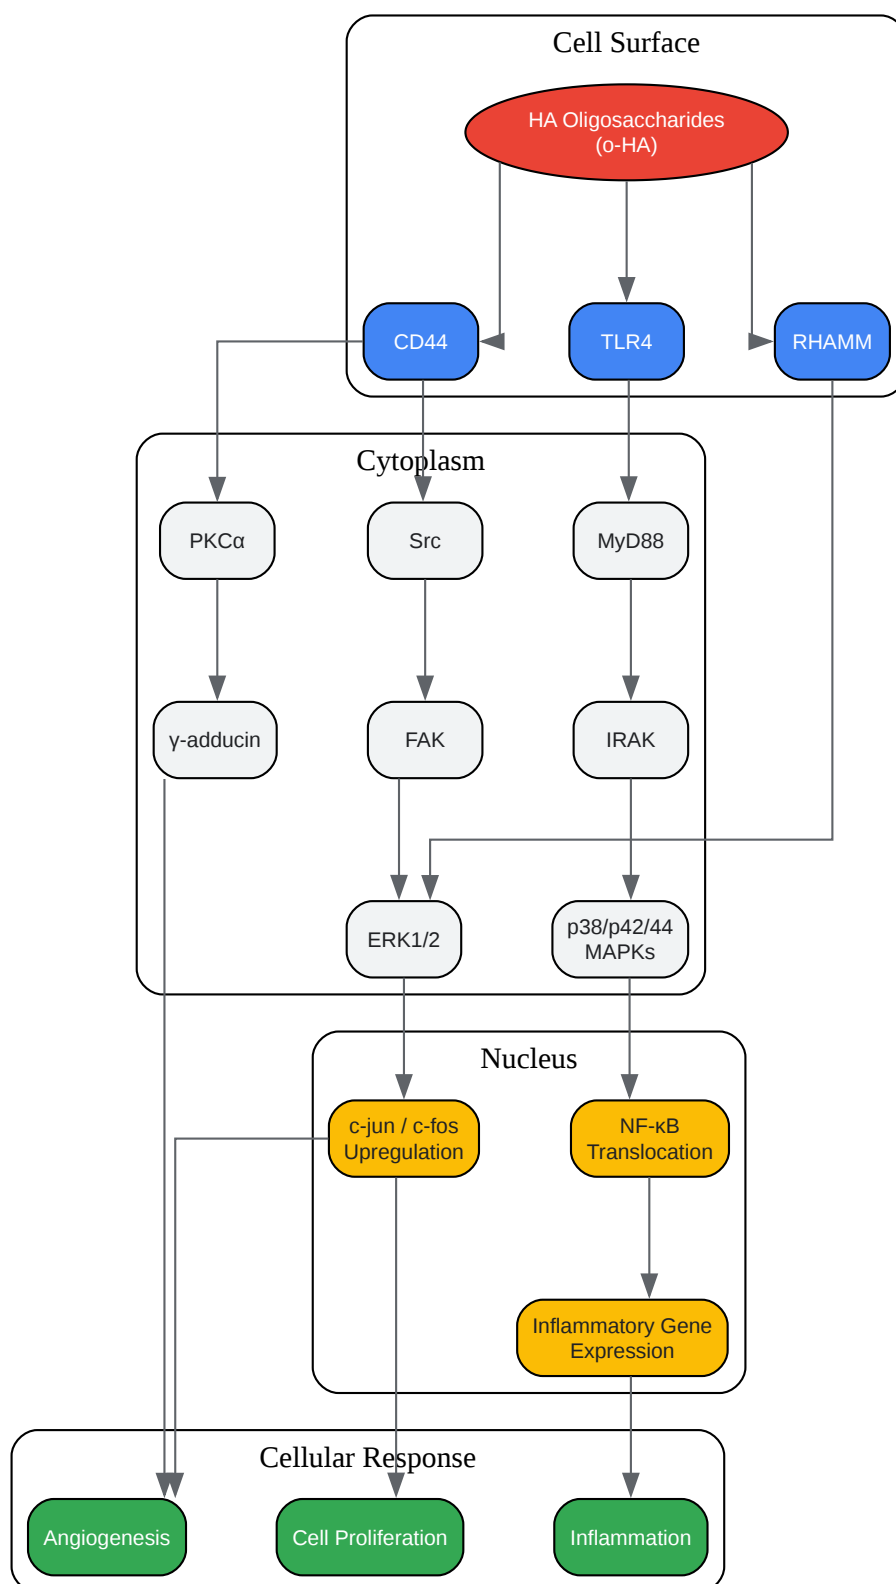 Cell Surface
HA Oligosaccharides
(o-HA)
CD44
TLR4
RHAMM
Cytoplasm
PKCα
Src
MyD88
γ-adducin
FAK
IRAK
ERK1/2
p38/p42/44
MAPKs
Nucleus
c-jun / c-fos
Upregulation
NF-κB
Translocation
Inflammatory Gene
Expression
Cellular Response
Angiogenesis
Cell Proliferation
Inflammation